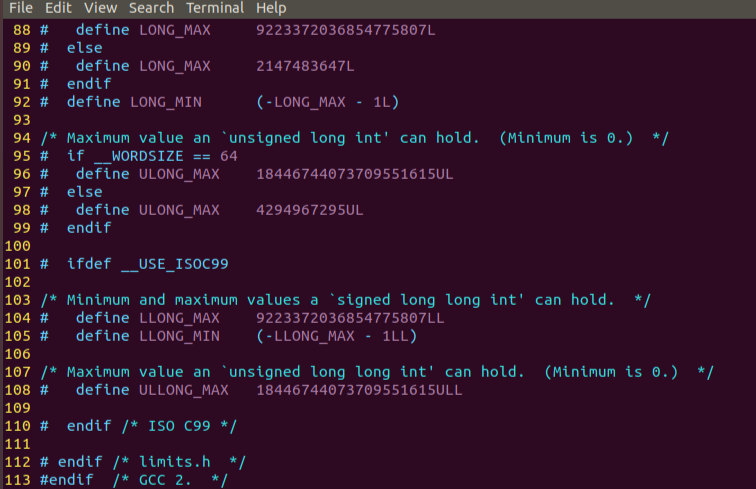 File Edit View Search Terminal Help
88 #   define LONG_MAX     9223372036854775807L
89 #  else
90 #   define LONG_MAX     2147483647L
91 #  endif
92 #  define LONG_MIN      (-LONG_MAX - 1L)
93
94 /* Maximum value an `unsigned long int' can hold.  (Minimum is 0.)  */
95 #  if __WORDSIZE == 64
96 #   define ULONG_MAX    18446744073709551615UL
97 #  else
98 #   define ULONG_MAX    4294967295UL
99 #  endif
100
101 #  ifdef __USE_ISOC99
102
103 /* Minimum and maximum values a `signed long long int' can hold.  */
104 #   define LLONG_MAX    9223372036854775807LL
105 #   define LLONG_MIN    (-LLONG_MAX - 1LL)
106
107 /* Maximum value an `unsigned long long int' can hold.  (Minimum is 0.)  */
108 #   define ULLONG_MAX   18446744073709551615ULL
109
110 #  endif /* ISO C99 */
111
112 # endif /* limits.h  */
113 #endif  /* GCC 2.  */